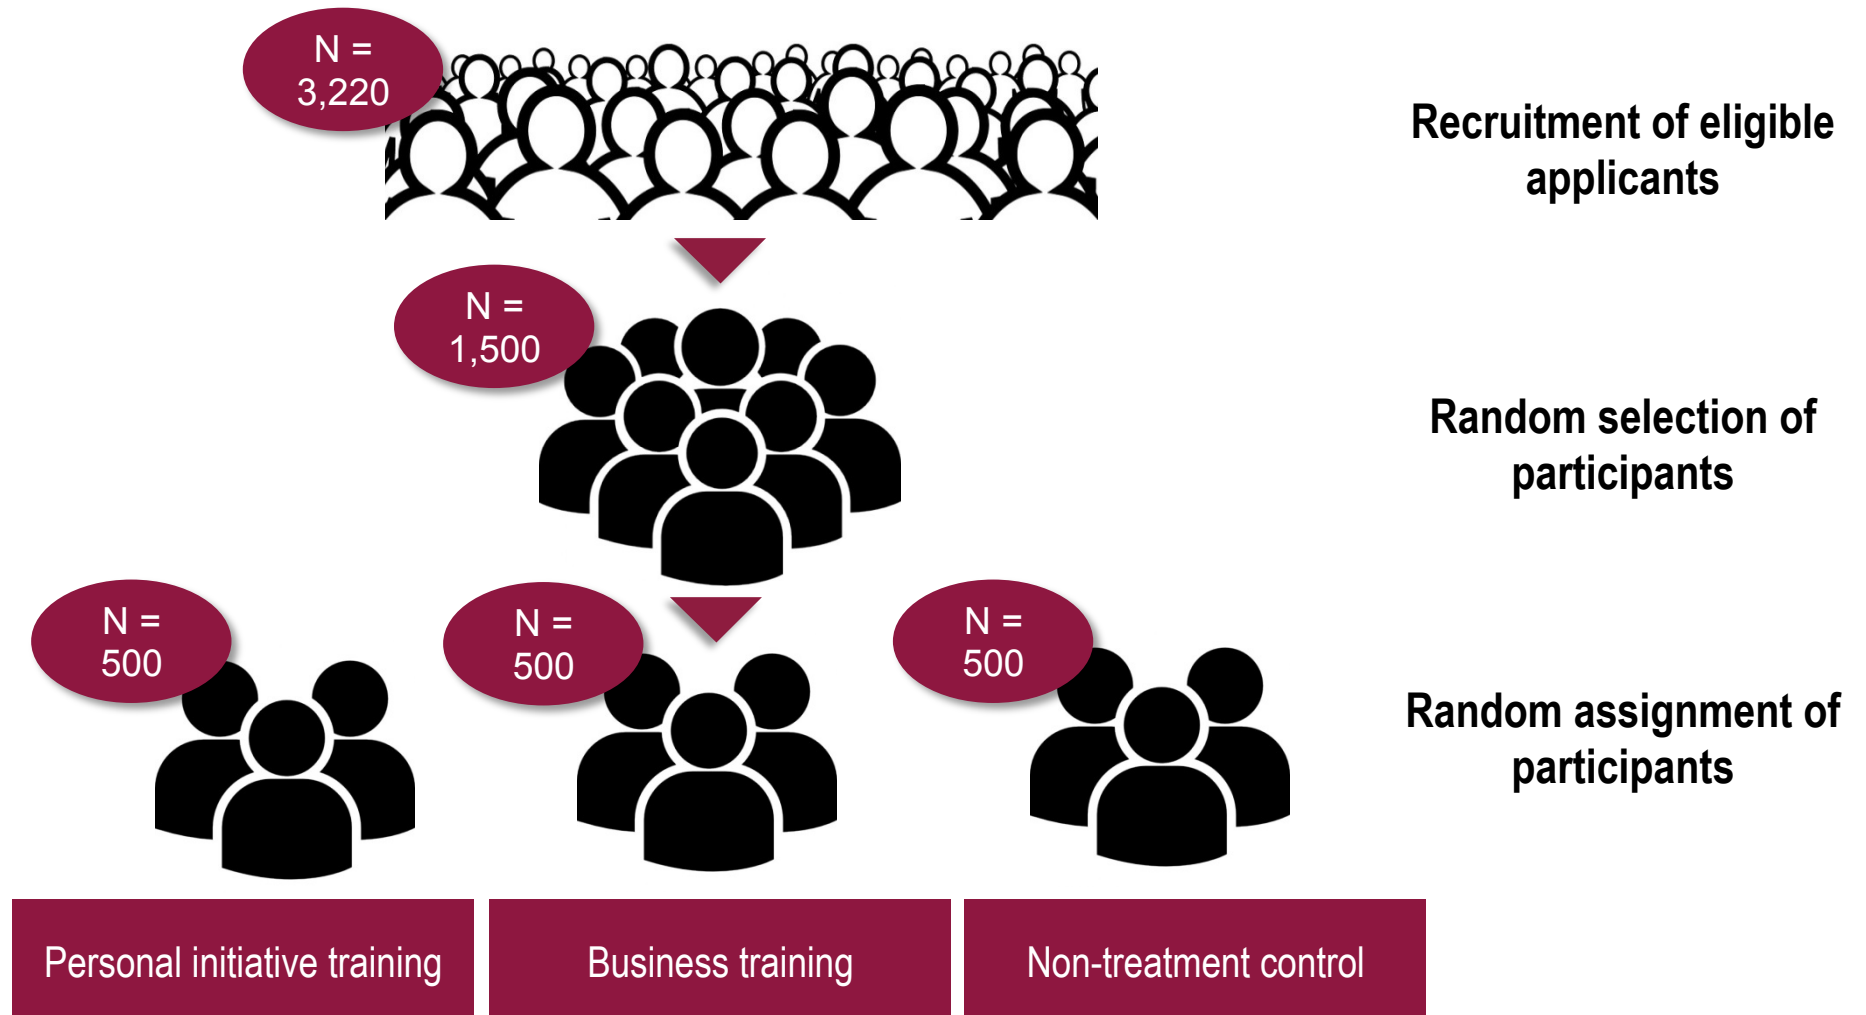 N =
3,220
Recruitment of eligible
applicants
N =
1,500
Random selection of
participants
N =
500
N =
500
N =
500
Random assignment of
participants
Personal initiative training
Business training
Non-treatment control